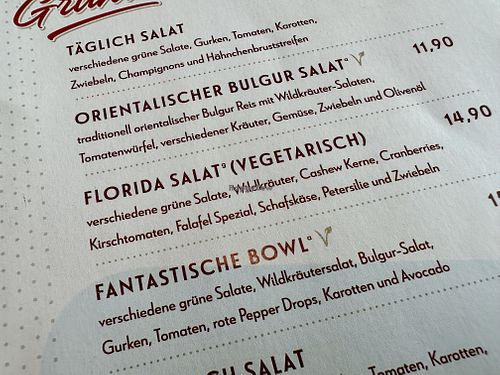 TÄGLICH SALAT
verschiedene grüne Salate, Gurken, Tomaten, Karotten,
Zwiebeln, Champignons und Hähnchenbruststreifen
11,90
ORIENTALISCHER BULGUR SALAT
traditionell orientalischer Bulgur Reis mit Wildkräuter-Salaten,
Tomatenwürfel, verschiedener Kräuter, Gemüse, Zwiebeln und Olivenöl
14,90
FLORIDA SALAT (VEGETARISCH)
verschiedene grüne Salate, Wildkräuter, Cashew Kerne, Cranberries,
Kirschtomaten, Falafel Spezial, Schafskäse, Petersilie und Zwiebeln
FANTASTISCHE BOWL
verschiedene grüne Salate, Wildkräutersalat, Bulgur-Salat,
Gurken, Tomaten, rote Pepper Drops, Karotten und Avocado
SALAT
Tomaten, Karotten,